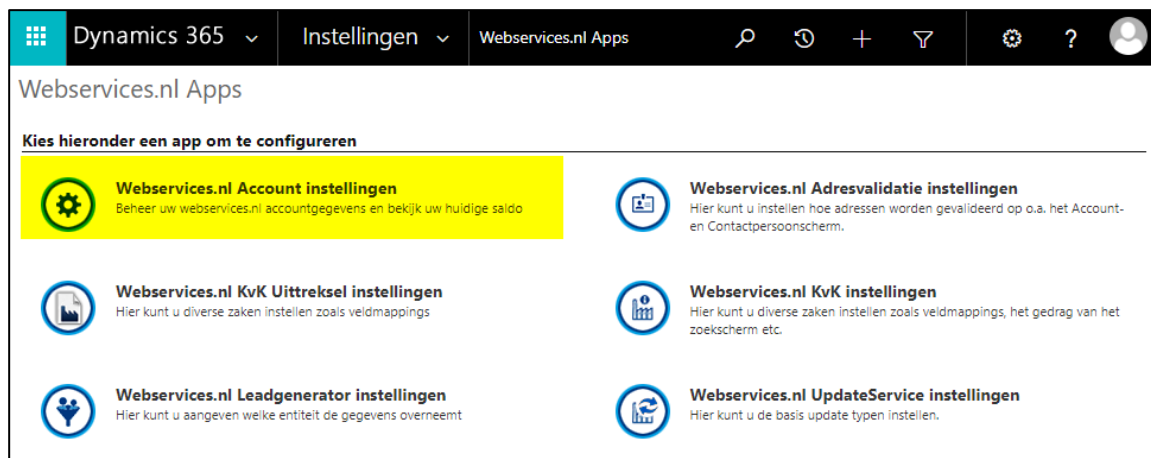 Dynamics 365 Instellingen Webservices.nl Apps ?
Webservices.nl Apps
Kies hieronder een app om te configureren
Webservices.nl Account instellingen
Beheer uw webservices.nl accountgegevens en bekijk uw huidige saldo
Webservices.nl Adresvalidatie instellingen
Hier kunt u instellen hoe adressen worden gevalideerd op o.a. het Account-
en Contactpersoonscherm.
Webservices.nl KvK Uittreksel instellingen
Hier kunt u diverse zaken instellen zoals veldmappings
Webservices.nl KvK instellingen
Hier kunt u diverse zaken instellen zoals veldmappings, het gedrag van het
zoekscherm etc.
Webservices.nl Leadgenerator instellingen
Hier kunt u aangeven welke entiteit de gegevens overneemt
Webservices.nl UpdateService instellingen
Hier kunt u de basis update typen instellen.